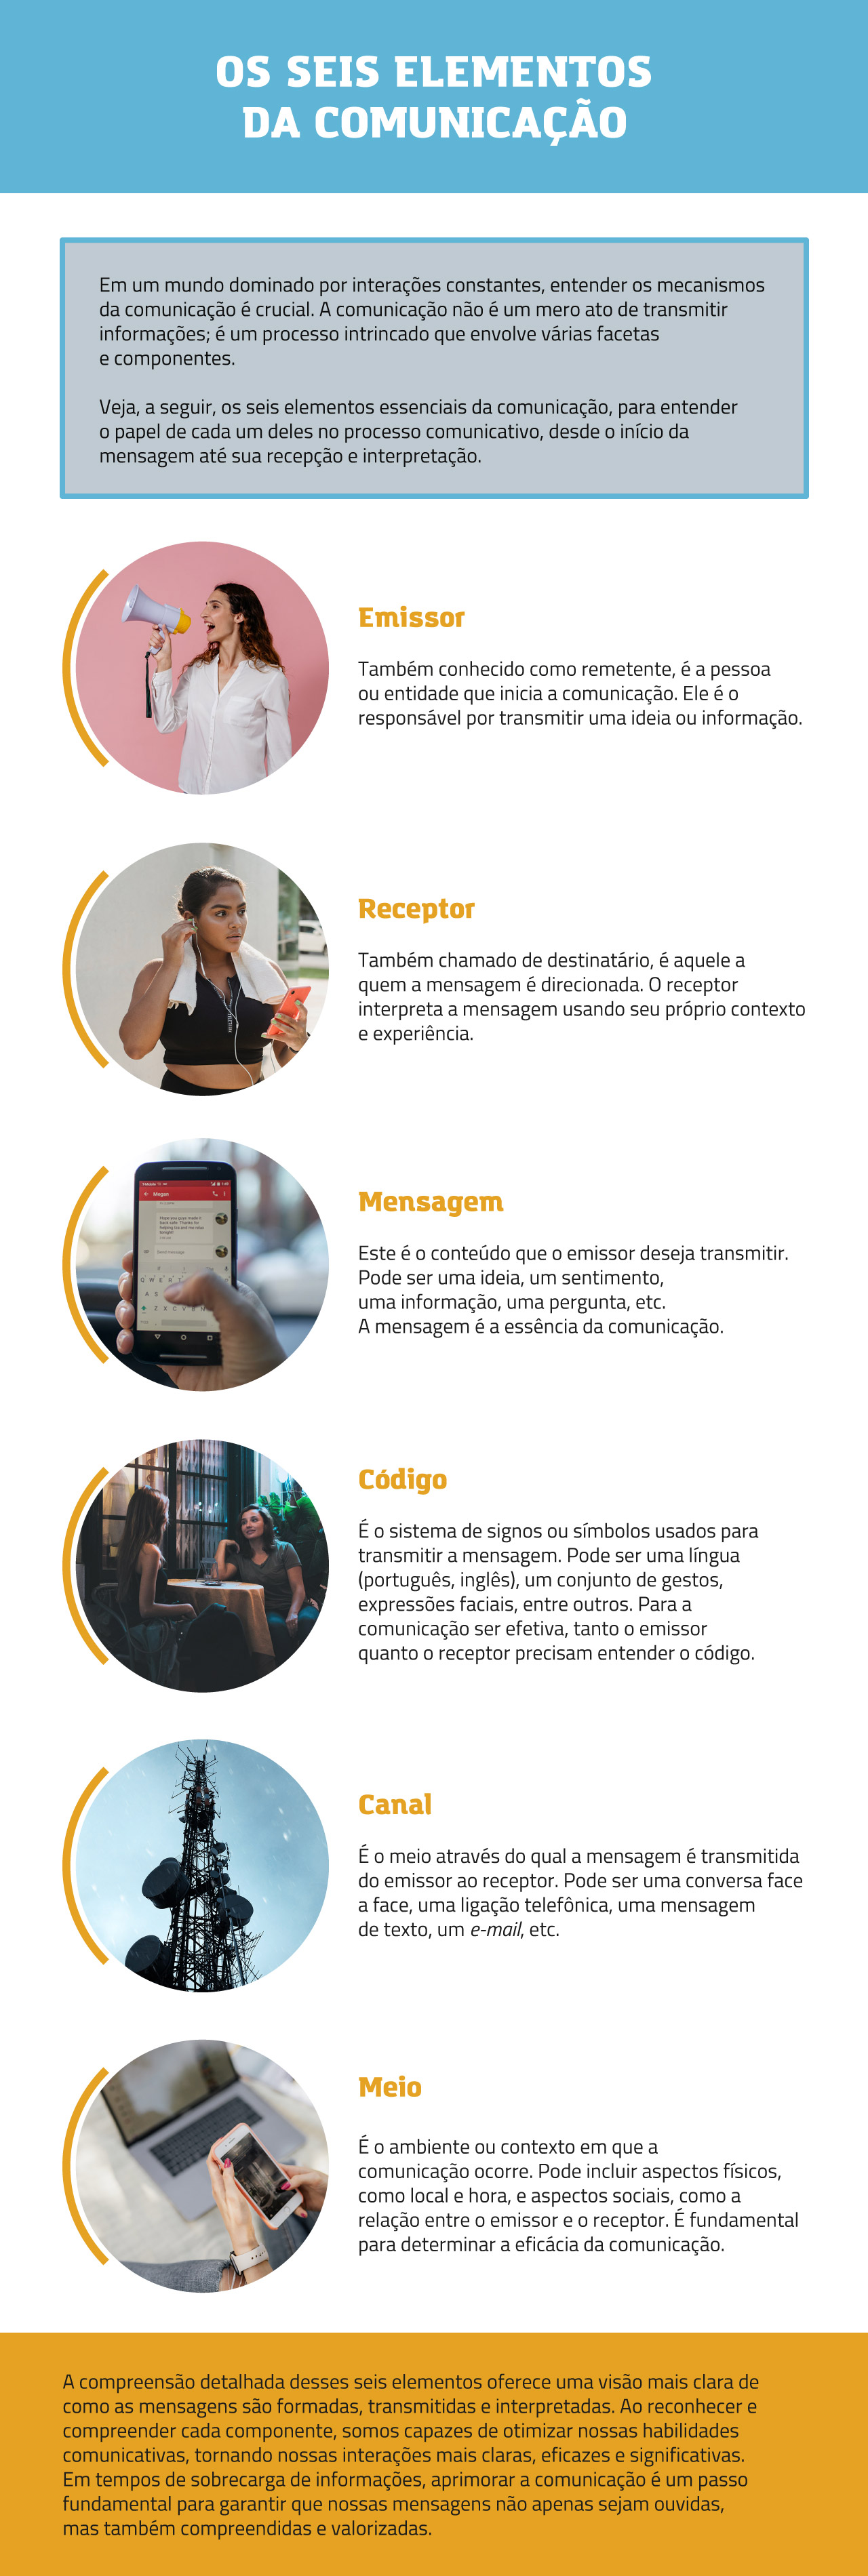 OS SEIS ELEMENTOS
DA COMUNICAÇÃO
Em um mundo dominado por interações constantes, entender os mecanismos
da comunicação é crucial. A comunicação não é um mero ato de transmitir
informações; é um processo intrincado que envolve várias facetas
e componentes.
Veja, a seguir, os seis elementos essenciais da comunicação, para entender
o papel de cada um deles no processo comunicativo, desde o início da
mensagem até sua recepção e interpretação.
Emissor
Também conhecido como remetente, é a pessoa
ou entidade que inicia a comunicação. Ele é o
responsável por transmitir uma ideia ou informação.
Receptor
Também chamado de destinatário, é aquele a
quem a mensagem é direcionada. O receptor
interpreta a mensagem usando seu próprio contexto
e experiência.
Megan
Hope you guys made it
back safe. Thanks for
helping
tonight!
Send message
Mensagem
Este é o conteúdo que o emissor deseja transmitir.
Pode ser uma ideia, um sentimento,
uma informação, uma pergunta, etc.
A mensagem é a essência da comunicação.
Código
É o sistema de signos ou símbolos usados para
transmitir a mensagem. Pode ser uma língua
(português, inglês), um conjunto de gestos,
expressões faciais, entre outros. Para a
comunicação ser efetiva, tanto o emissor
quanto o receptor precisam entender o código.
Canal
É o meio através do qual a mensagem é transmitida
do emissor ao receptor. Pode ser uma conversa face
a face, uma ligação telefônica, uma mensagem
de texto, um e-mail, etc.
Meio
É o ambiente ou contexto em que a
comunicação ocorre. Pode incluir aspectos físicos,
como local e hora, e aspectos sociais, como a
relação entre o emissor e o receptor. É fundamental
para determinar a eficácia da comunicação.
A compreensão detalhada desses seis elementos oferece uma visão mais clara de
como as mensagens são formadas, transmitidas e interpretadas. Ao reconhecer e
compreender cada componente, somos capazes de otimizar nossas habilidades
comunicativas, tornando nossas interações mais claras, eficazes e significativas.
Em tempos de sobrecarga de informações, aprimorar a comunicação é um passo
fundamental para garantir que nossas mensagens não apenas sejam ouvidas,
mas também compreendidas e valorizadas.